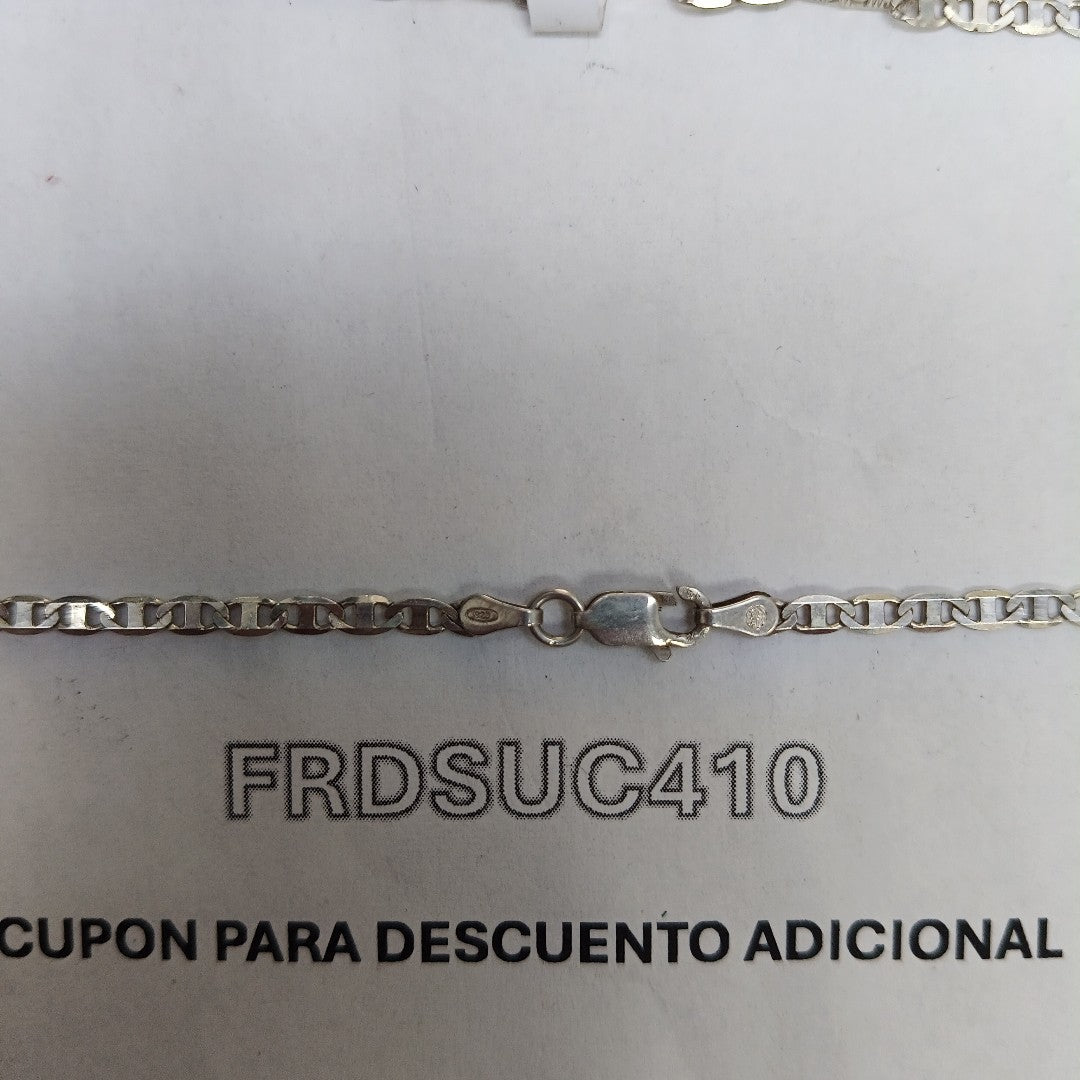 FRDSUC410
CUPON PARA DESCUENTO ADICIONAL